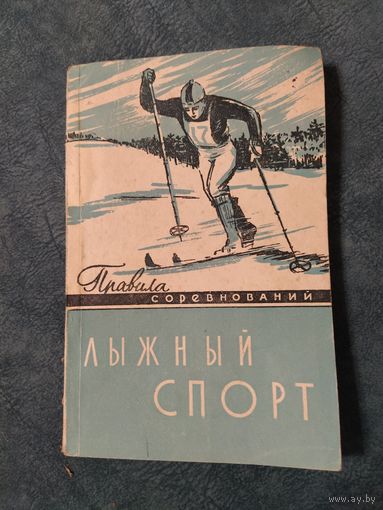 17
Правила
СОРЕВНОВАНИЙ
ЛЫЖНЫЙ
СПОРТ
www.ay.by